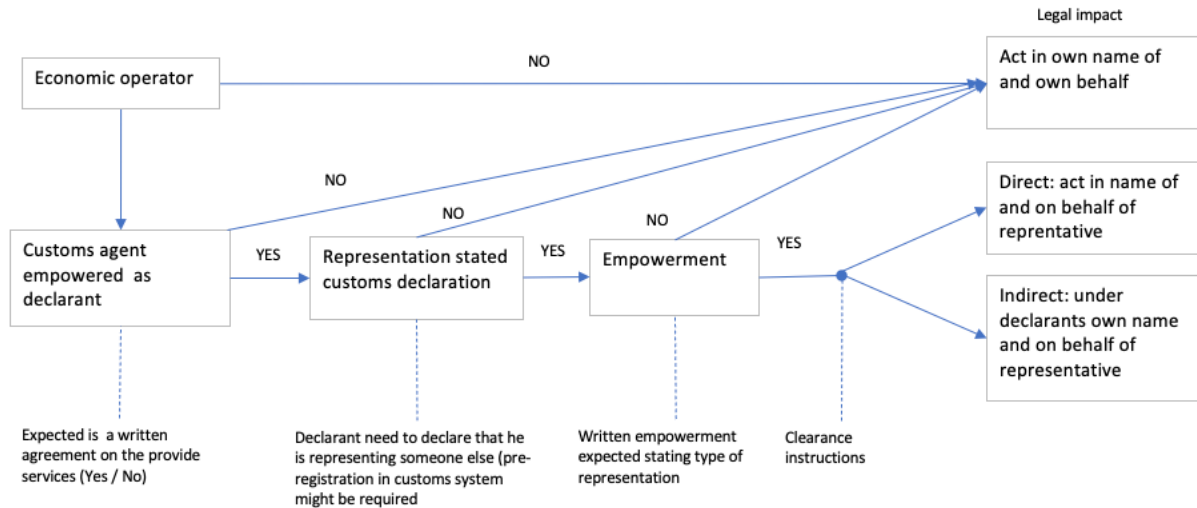 Legal impact
NO
Economic operator
Act in own name of
and own behalf
NO
NO
NO
Direct: act in name of
and on behalf of
reprentative
Customs agent
empowered as
declarant
YES
Representation stated
customs declaration
YES
Empowerment
YES
Indirect: under
declarants own name
and on behalf of
representative
Expected is a written
agreement on the provide
services (Yes / No)
Declarant need to declare that he
is representing someone else (pre-
registration in customs system
might be required
Written empowerment
expected stating type of
representation
Clearance
instructions